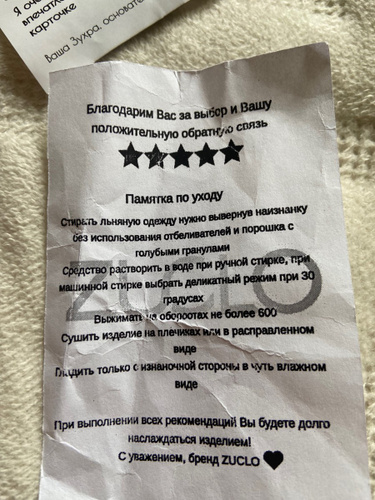 Я оче
впечатл
карточке
Ваша Зухра, основате
Благодарим Вас за выбор и Вашу
положительную обратную связь
Памятка по уходу
Стирать льняную одежду нужно вывернув наизнанку
без использования отбеливателей и порошка с
голубыми гранулами
Средство растворить в воде при ручной стирке, при
машинной стирке выбрать деликатный режим при 30
градусах
Выжимать на оборотах не более 600
Сушить изделие на плечиках или в расправленном
виде
Гладить только с изнаночной стороны в чуть влажном
виде
ZUCLO
При выполнении всех рекомендаций Вы будете долго
наслаждаться изделием!
С уважением, бренд ZUCLO